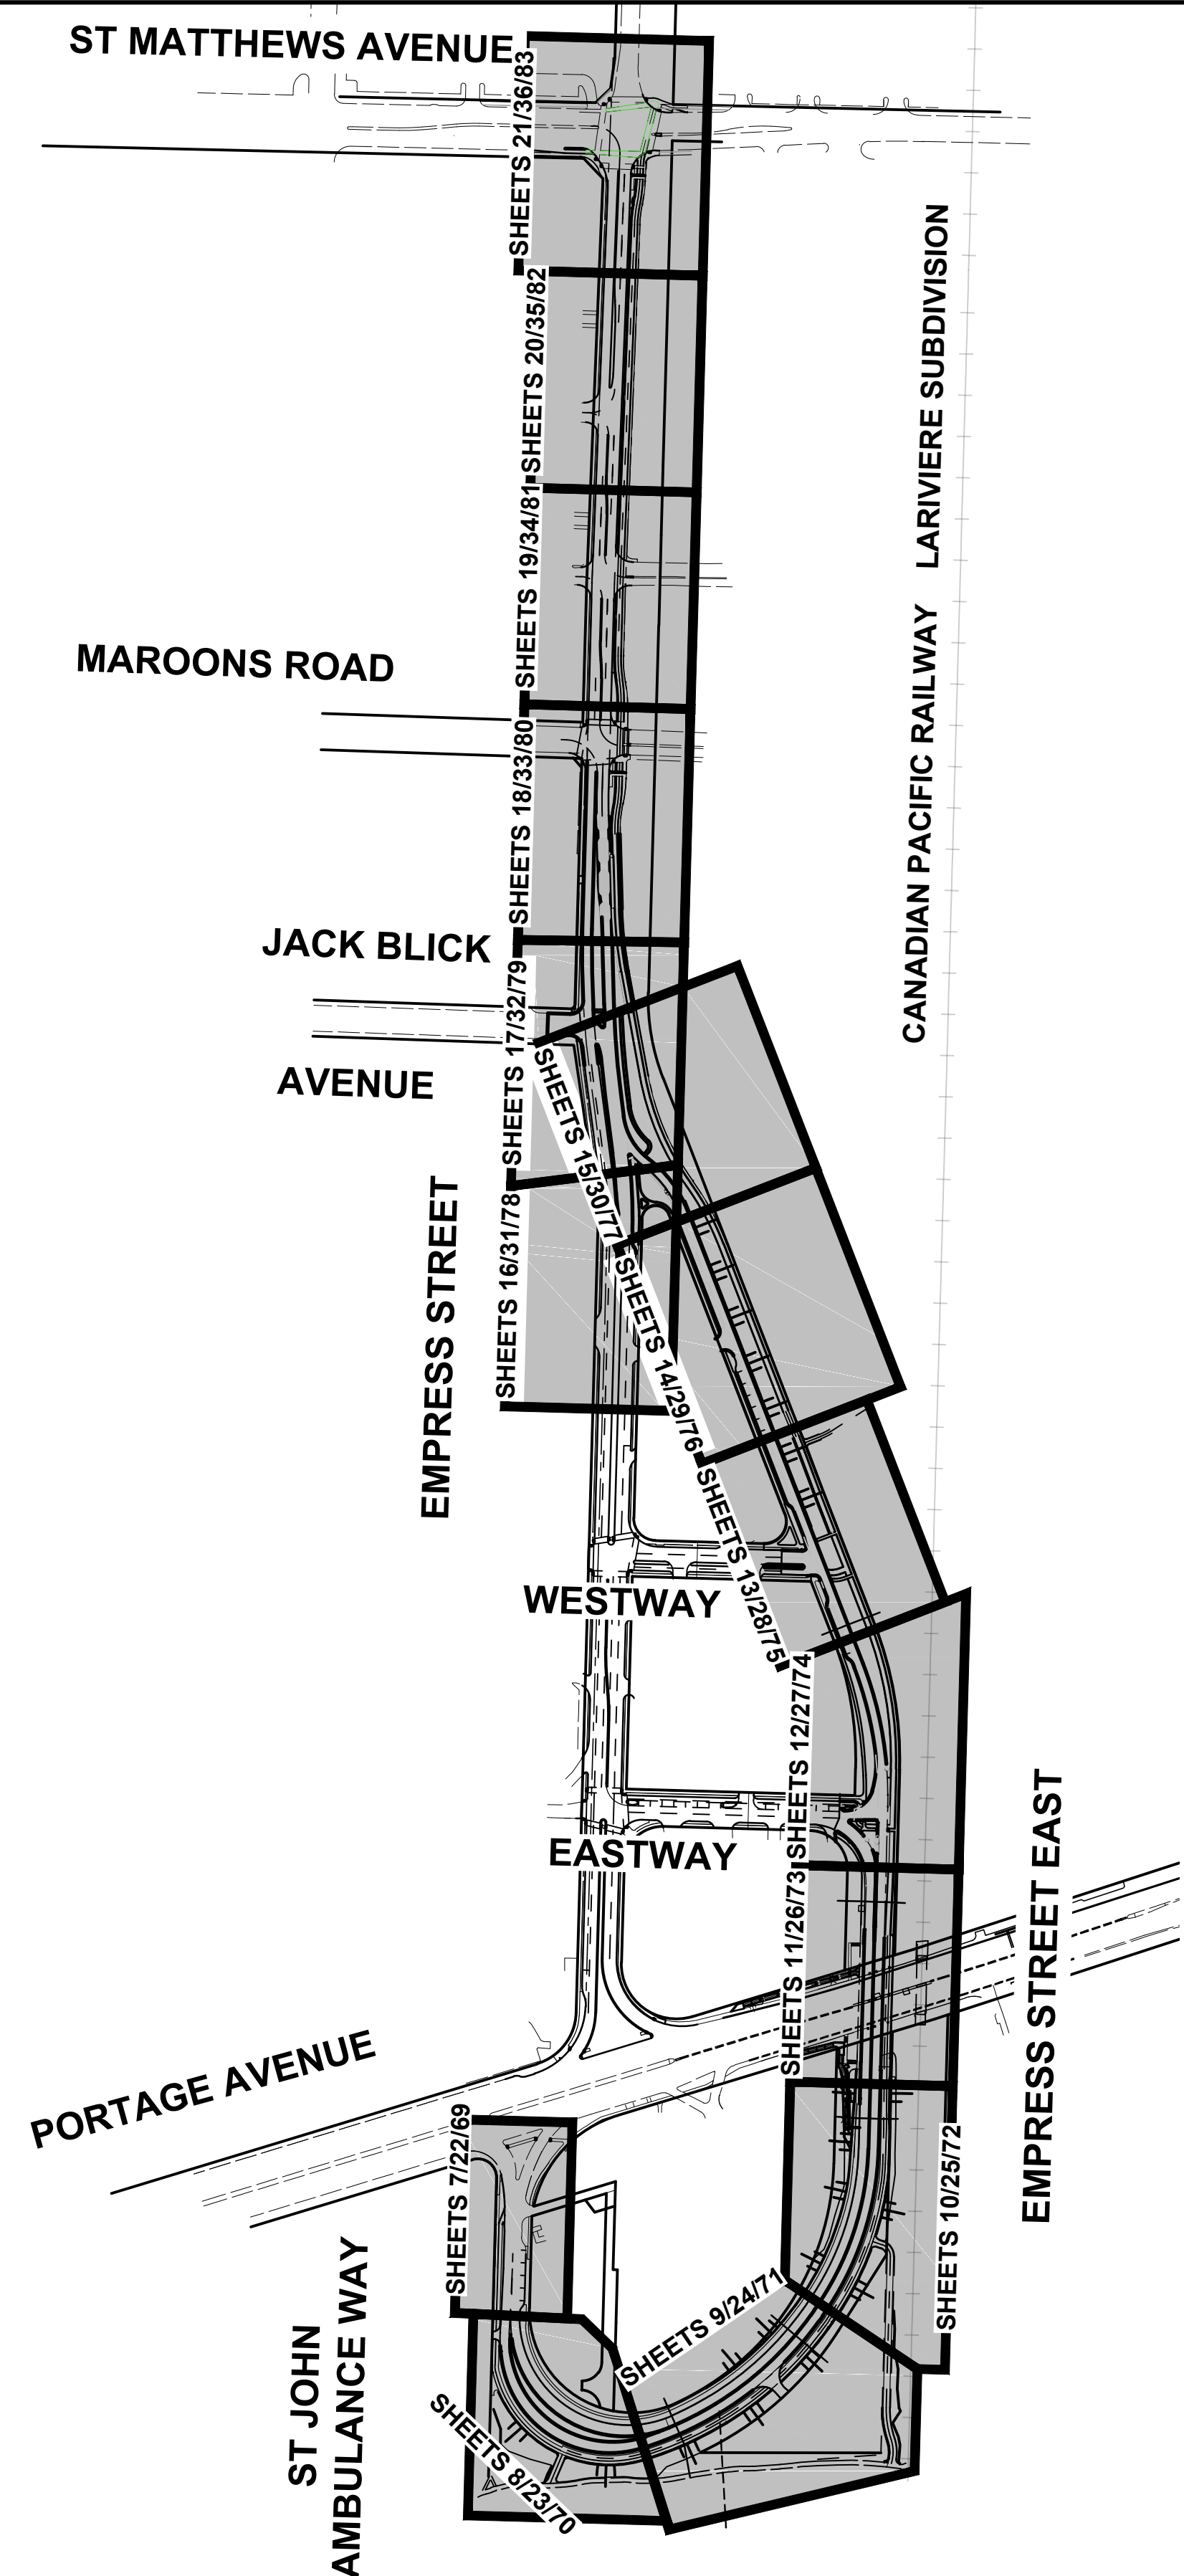 ST MATTHEWS AVENUE
SHEETS 21/36/83
SHEETS 20/35/82
LARIVIERE SUBDIVISION
SHEETS 19/34/81
MAROONS ROAD
CANADIAN PACIFIC RAILWAY
SHEETS 18/33/80
JACK BLICK
AVENUE
SHEETS 17/32/79
SHEETS 15/30/77
EMPRESS STREET
SHEETS 16/31/78
SHEETS 14/29/76
SHEETS 13/28/75
WESTWAY
SHEETS 12/27/74
EASTWAY
EMPRESS STREET EAST
SHEETS 11/26/73
PORTAGE AVENUE
SHEETS 7/22/69
SHEETS 10/25/72
ST JOHN
AMBULANCE WAY
SHEETS 9/24/71
SHEETS 8/23/70